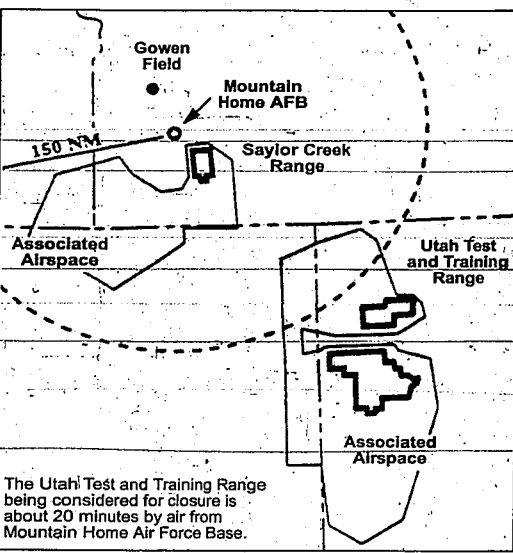 Gowen
Field
Mountain
Home AFB
150 NM
Saylor Creek
Range
Associated
Airspace
Utah Test
and Training
Range
Associated
Airspace
The Utah Test and Training Range
being considered for closure is
about 20 minutes by air from
Mountain Home Air Force Base.